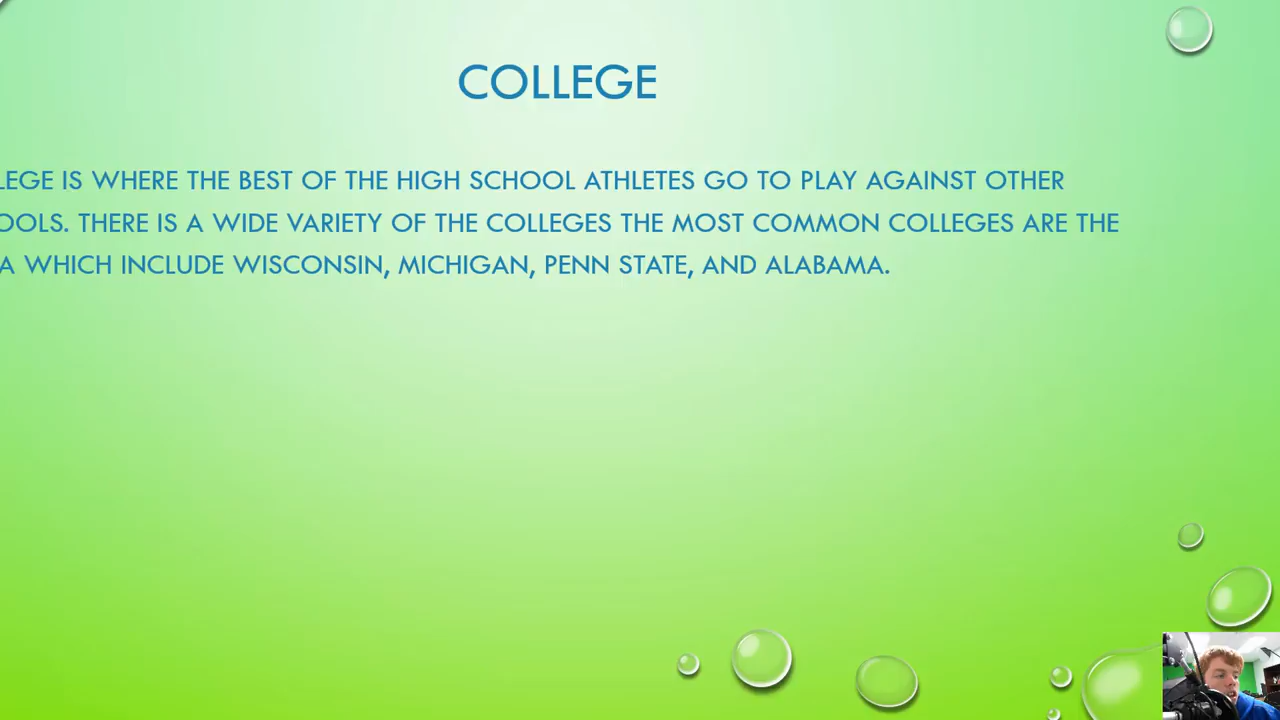 COLLEGE
LEGE IS WHERE THE BEST OF THE HIGH SCHOOL ATHLETES GO TO PLAY AGAINST OTHER
OOLS. THERE IS A WIDE VARIETY OF THE COLLEGES THE MOST COMMON COLLEGES ARE THE
A WHICH INCLUDE WISCONSIN, MICHIGAN, PENN STATE, AND ALABAMA.